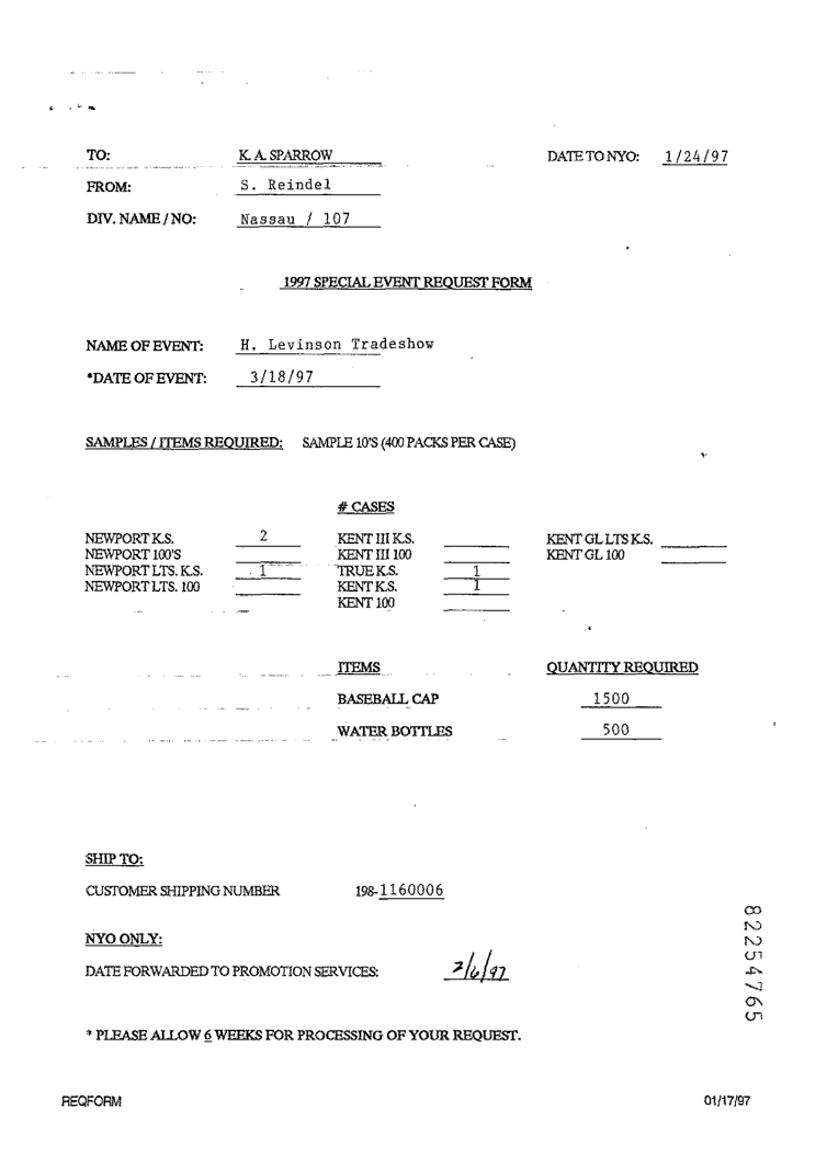 TO: K. A. SPARROW DATE TO NYO: 1/24/97
FROM: S. Reindel
DIV. NAME / NO: Nassau / 107
1997 SPECIAL EVENT REQUEST FORM
NAME OF EVENT: H. Levinson Tradeshow
*DATE OF EVENT: 3/18/97
SAMPLES / ITEMS REQUIRED: SAMPLE 10'S (400 PACKS PER CASE)
# CASES
NEWPORT K.S. 2 KENT III K.S. KENT GL LTS K.S.
NEWPORT 100'S KENT III 100 KENT GL 100
NEWPORT LTS. K.S. 1 TRUE K.S. 1
NEWPORT LTS. 100 KENT K.S. 1
KENT 100
ITEMS QUANTITY REQUIRED
BASEBALL CAP 1500
WATER BOTTLES 500
SHIP TO:
CUSTOMER SHIPPING NUMBER 198-1160006
NYO ONLY:
DATE FORWARDED TO PROMOTION SERVICES: 2/6/97
* PLEASE ALLOW 6 WEEKS FOR PROCESSING OF YOUR REQUEST.
82254765
REQFORM 01/17/97